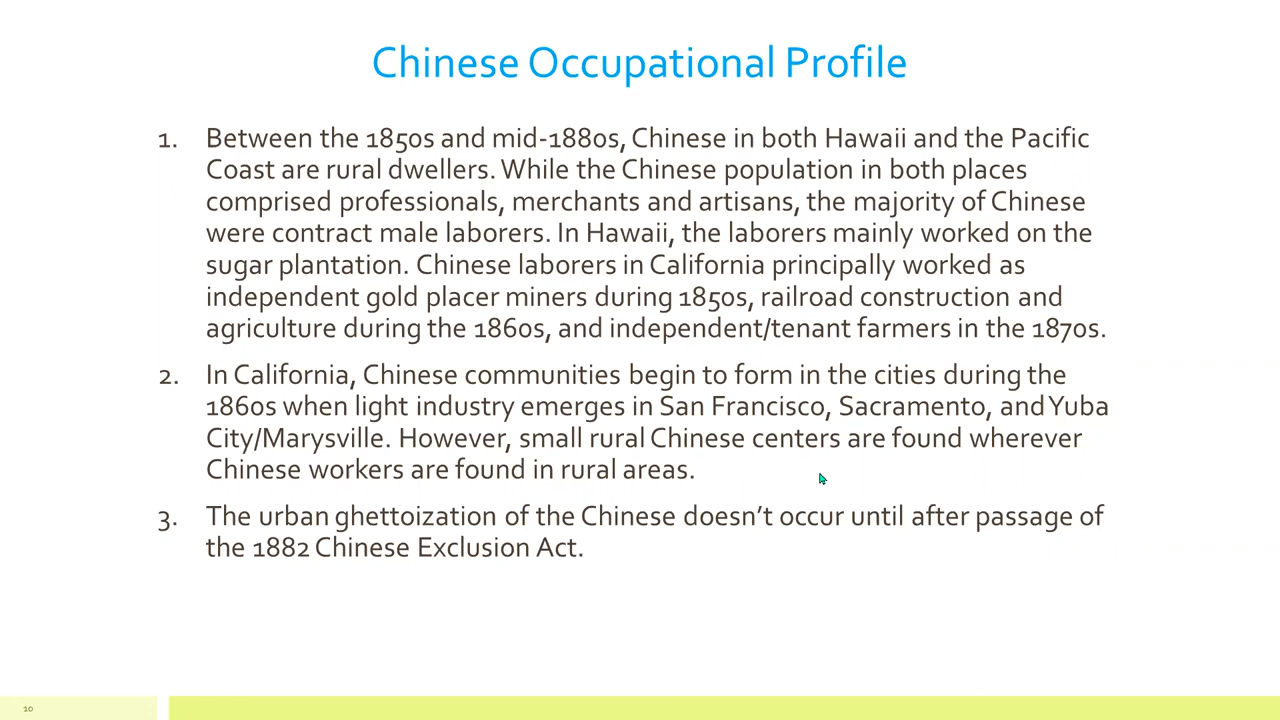 Chinese Occupational Profile
1. Between the 1850s and mid-1880s, Chinese in both Hawaii and the Pacific
Coast are rural dwellers. While the Chinese population in both places
comprised professionals, merchants and artisans, the majority of Chinese
were contract male laborers. In Hawaii, the laborers mainly worked on the
sugar plantation. Chinese laborers in California principally worked as
independent gold placer miners during 1850s, railroad construction and
agriculture during the 1860s, and independent/tenant farmers in the 1870s.
2. In California, Chinese communities begin to form in the cities during the
1860s when light industry emerges in San Francisco, Sacramento, and Yuba
City/Marysville. However, small rural Chinese centers are found wherever
Chinese workers are found in rural areas.
3. The urban ghettoization of the Chinese doesn't occur until after passage of
the 1882 Chinese Exclusion Act.
10